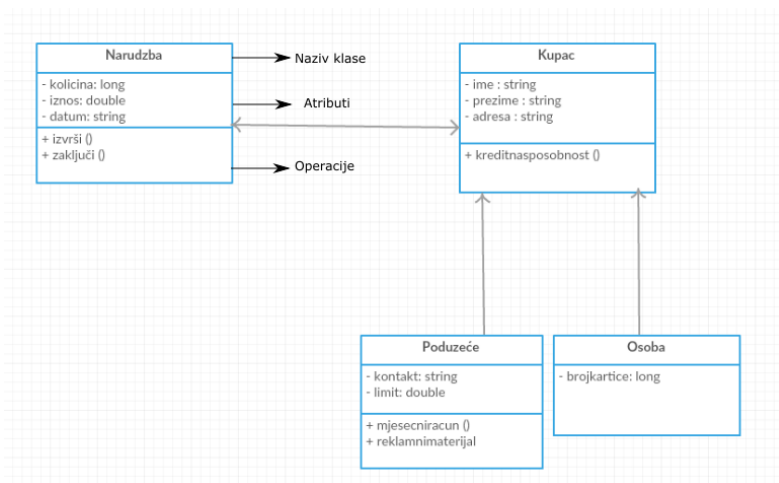 Narudzba
- kolicina: long
- iznos: double
- datum: string
+ izvrši ()
+ zaključi ()
Naziv klase
Atributi
Operacije
Kupac
- ime : string
- prezime : string
- adresa : string
+ kreditnasposobnost ()
Poduzeće
- kontakt: string
- limit: double
+ mjesecniracun ()
+ reklamnimaterijal
Osoba
- brojkartice: long